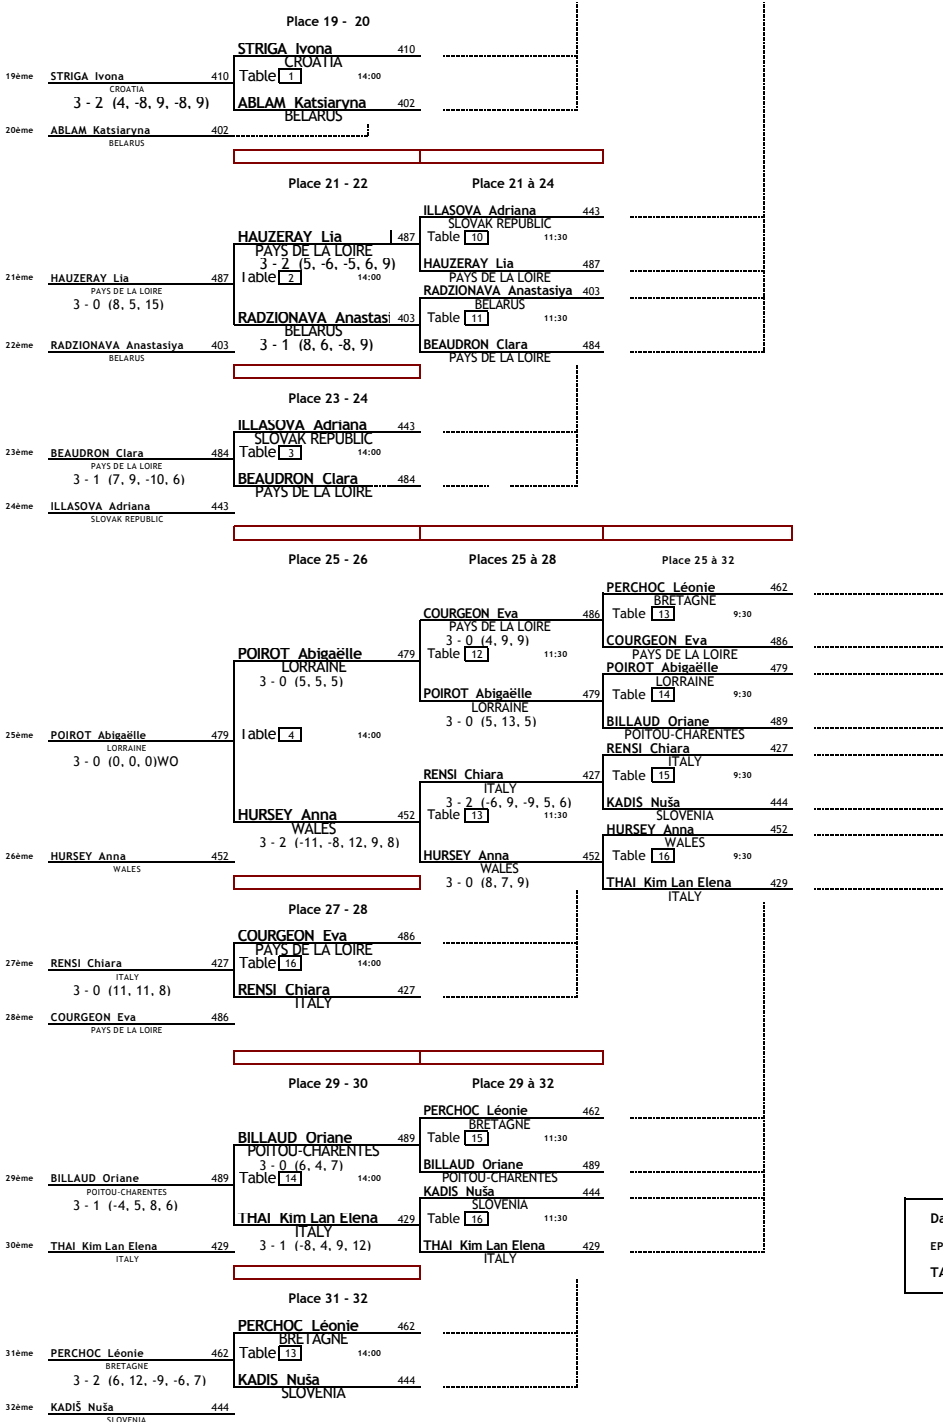 Place 19 - 20
STRIGA Ivona 410
CROATIA
19ème STRIGA Ivona 410 Table 1 14:00
CROATIA
3 - 2 (4, -8, 9, -8, 9) ABLAM Katsiaryna 402
BELARUS
20ème ABLAM Katsiaryna 402
BELARUS
Place 21 - 22 Place 21 à 24
ILLASOVA Adriana 443
SLOVAK REPUBLIC
HAUZERAY Lia 487 Table 10 11:30
PAYS DE LA LOIRE
3 - 2 (5, -6, -5, 6, 9) HAUZERAY Lia 487
21ème HAUZERAY Lia 487 Table 2 14:00 PAYS DE LA LOIRE
PAYS DE LA LOIRE RADZIONAVA Anastasiya 403
3 - 0 (8, 5, 15) BELARUS
RADZIONAVA Anastasi 403 Table 11 11:30
BELARUS
22ème RADZIONAVA Anastasiya 403 3 - 1 (8, 6, -8, 9) BEAUDRON Clara 484
BELARUS PAYS DE LA LOIRE
Place 23 - 24
ILLASOVA Adriana 443
SLOVAK REPUBLIC
23ème BEAUDRON Clara 484 Table 3 14:00
PAYS DE LA LOIRE
3 - 1 (7, 9, -10, 6) BEAUDRON Clara 484
PAYS DE LA LOIRE
24ème ILLASOVA Adriana 443
SLOVAK REPUBLIC
Place 25 - 26 Places 25 à 28 Place 25 à 32
PERCHOC Léonie 462
BRETAGNE
COURGEON Eva 486 Table 13 9:30
PAYS DE LA LOIRE
3 - 0 (4, 9, 9) COURGEON Eva 486
POIROT Abigaëlle 479 Table 12 11:30 PAYS DE LA LOIRE
LORRAINE POIROT Abigaëlle 479
3 - 0 (5, 5, 5) LORRAINE
POIROT Abigaëlle 479 Table 14 9:30
LORRAINE
3 - 0 (5, 13, 5) BILLAUD Oriane 489
25ème POIROT Abigaëlle 479 Table 4 14:00 POITOU-CHARENTES
LORRAINE RENSI Chiara 427
3 - 0 (0, 0, 0)WO ITALY
RENSI Chiara 427 Table 15 9:30
ITALY
3 - 2 (-6, 9, -9, 5, 6) KADIŠ Nuša 444
HURSEY Anna 452 Table 13 11:30 SLOVENIA
WALES HURSEY Anna 452
3 - 2 (-11, -8, 12, 9, 8) WALES
26ème HURSEY Anna 452 HURSEY Anna 452 Table 16 9:30
WALES WALES
3 - 0 (8, 7, 9) THAI Kim Lan Elena 429
ITALY
Place 27 - 28
COURGEON Eva 486
PAYS DE LA LOIRE
27ème RENSI Chiara 427 Table 16 14:00
ITALY
3 - 0 (11, 11, 8) RENSI Chiara 427
ITALY
28ème COURGEON Eva 486
PAYS DE LA LOIRE
Place 29 - 30 Place 29 à 32
PERCHOC Léonie 462
BRETAGNE
BILLAUD Oriane 489 Table 15 11:30
POITOU-CHARENTES
3 - 0 (6, 4, 7) BILLAUD Oriane 489
29ème BILLAUD Oriane 489 Table 14 14:00 POITOU-CHARENTES
POITOU-CHARENTES KADIŠ Nuša 444
3 - 1 (-4, 5, 8, 6) SLOVENIA
THAI Kim Lan Elena 429 Table 16 11:30
ITALY
30ème THAI Kim Lan Elena 429 3 - 1 (-8, 4, 9, 12) THAI Kim Lan Elena 429
ITALY ITALY
Place 31 - 32
PERCHOC Léonie 462
BRETAGNE
31ème PERCHOC Léonie 462 Table 13 14:00
BRETAGNE
3 - 2 (6, 12, -9, -6, 7) KADIŠ Nuša 444
SLOVENIA
32ème KADIŠ Nuša 444
SLOVENIA